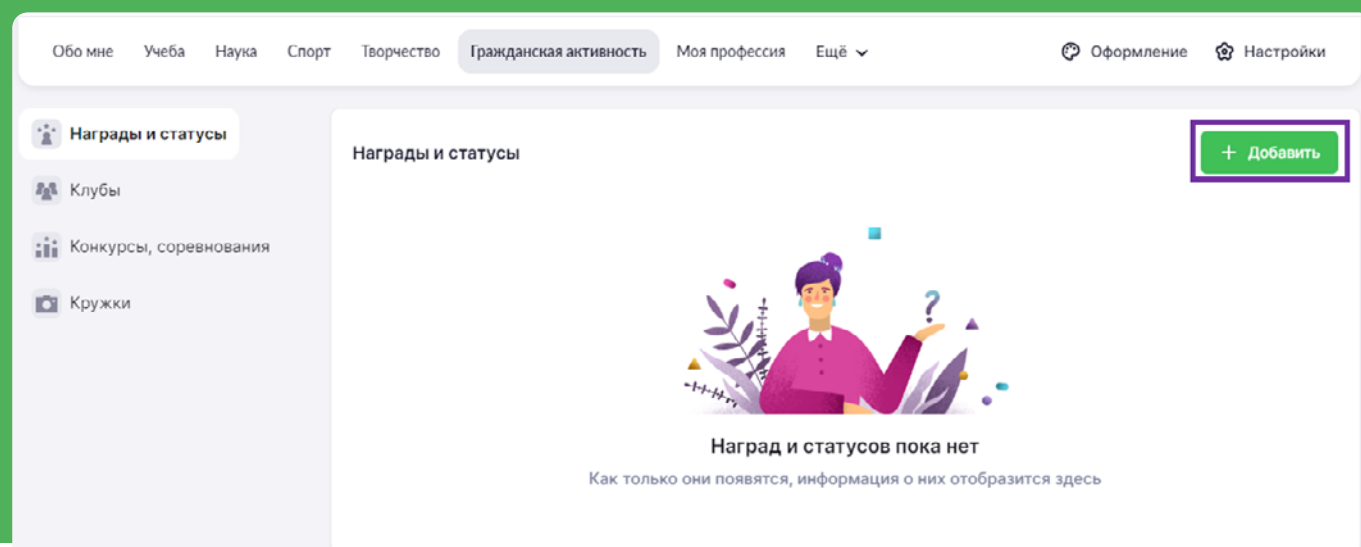 Обо мне Учеба Наука Спорт Творчество Гражданская активность Моя профессия Ещё Оформление Настройки
Награды и статусы
Клубы
Конкурсы, соревнования
Кружки
Награды и статусы
+ Добавить
?
Наград и статусов пока нет
Как только они появятся, информация о них отобразится здесь